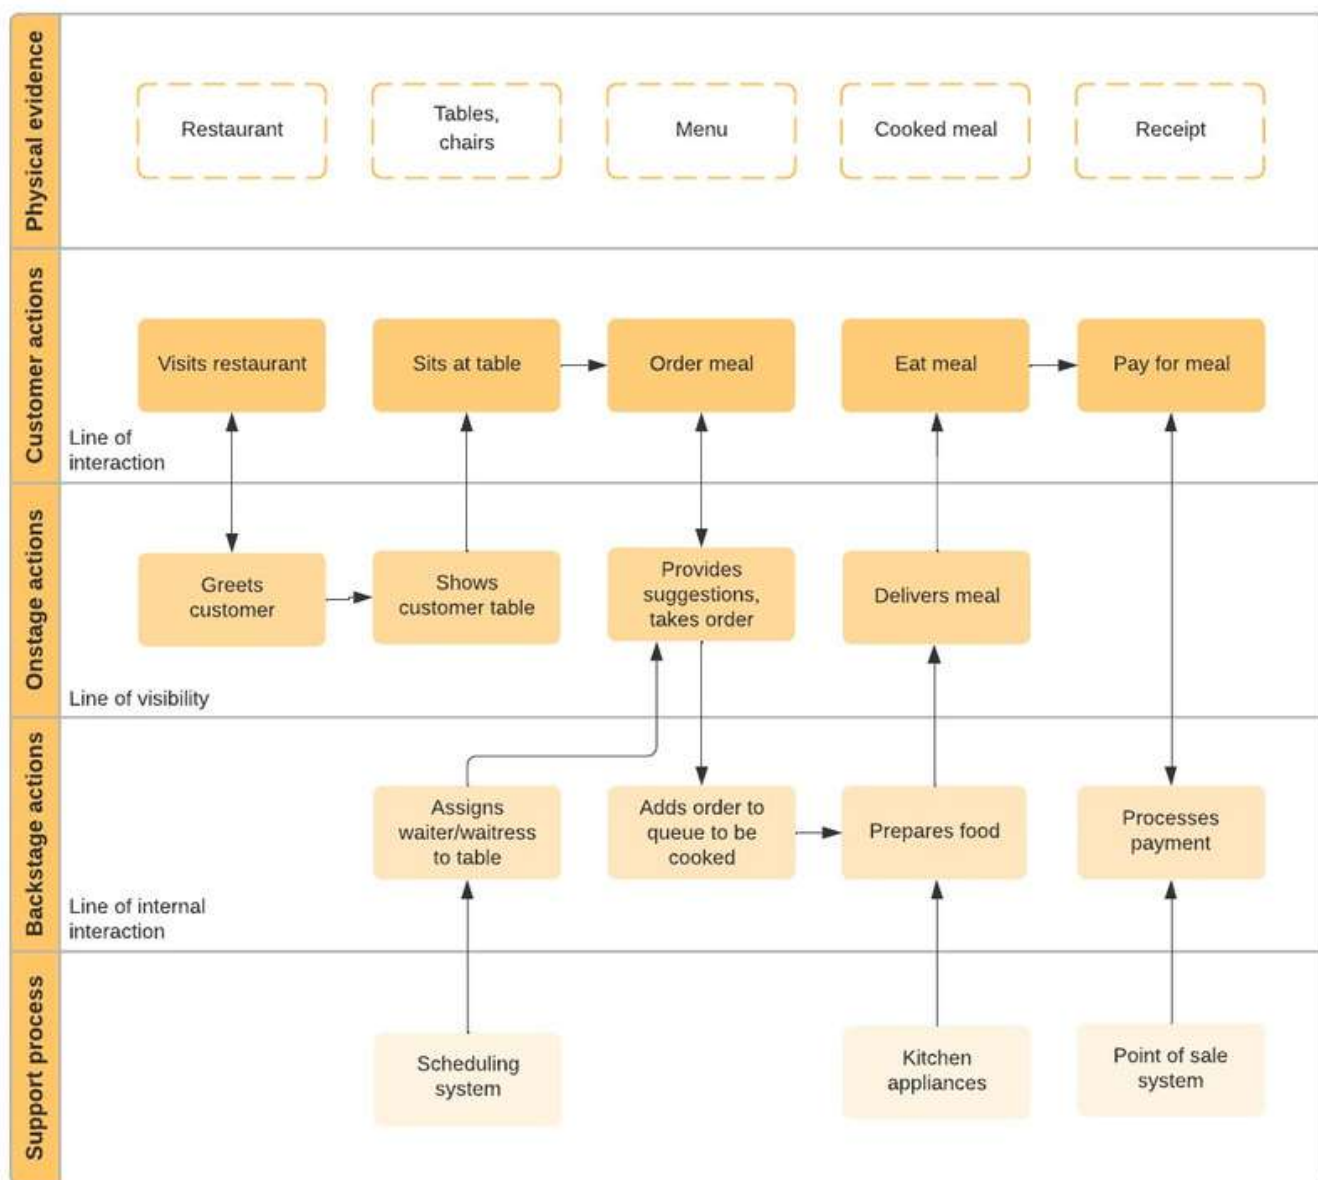 Physical evidence
Restaurant
Tables,
chairs
Menu
Cooked meal
Receipt
Customer actions
Visits restaurant
Sits at table
Order meal
Eat meal
Pay for meal
Line of
interaction
Onstage actions
Greets
customer
Shows
customer table
Provides
suggestions,
takes order
Delivers meal
Line of visibility
Backstage actions
Assigns
waiter/waitress
to table
Adds order to
queue to be
cooked
Prepares food
Processes
payment
Line of internal
interaction
Support process
Scheduling
system
Kitchen
appliances
Point of sale
system